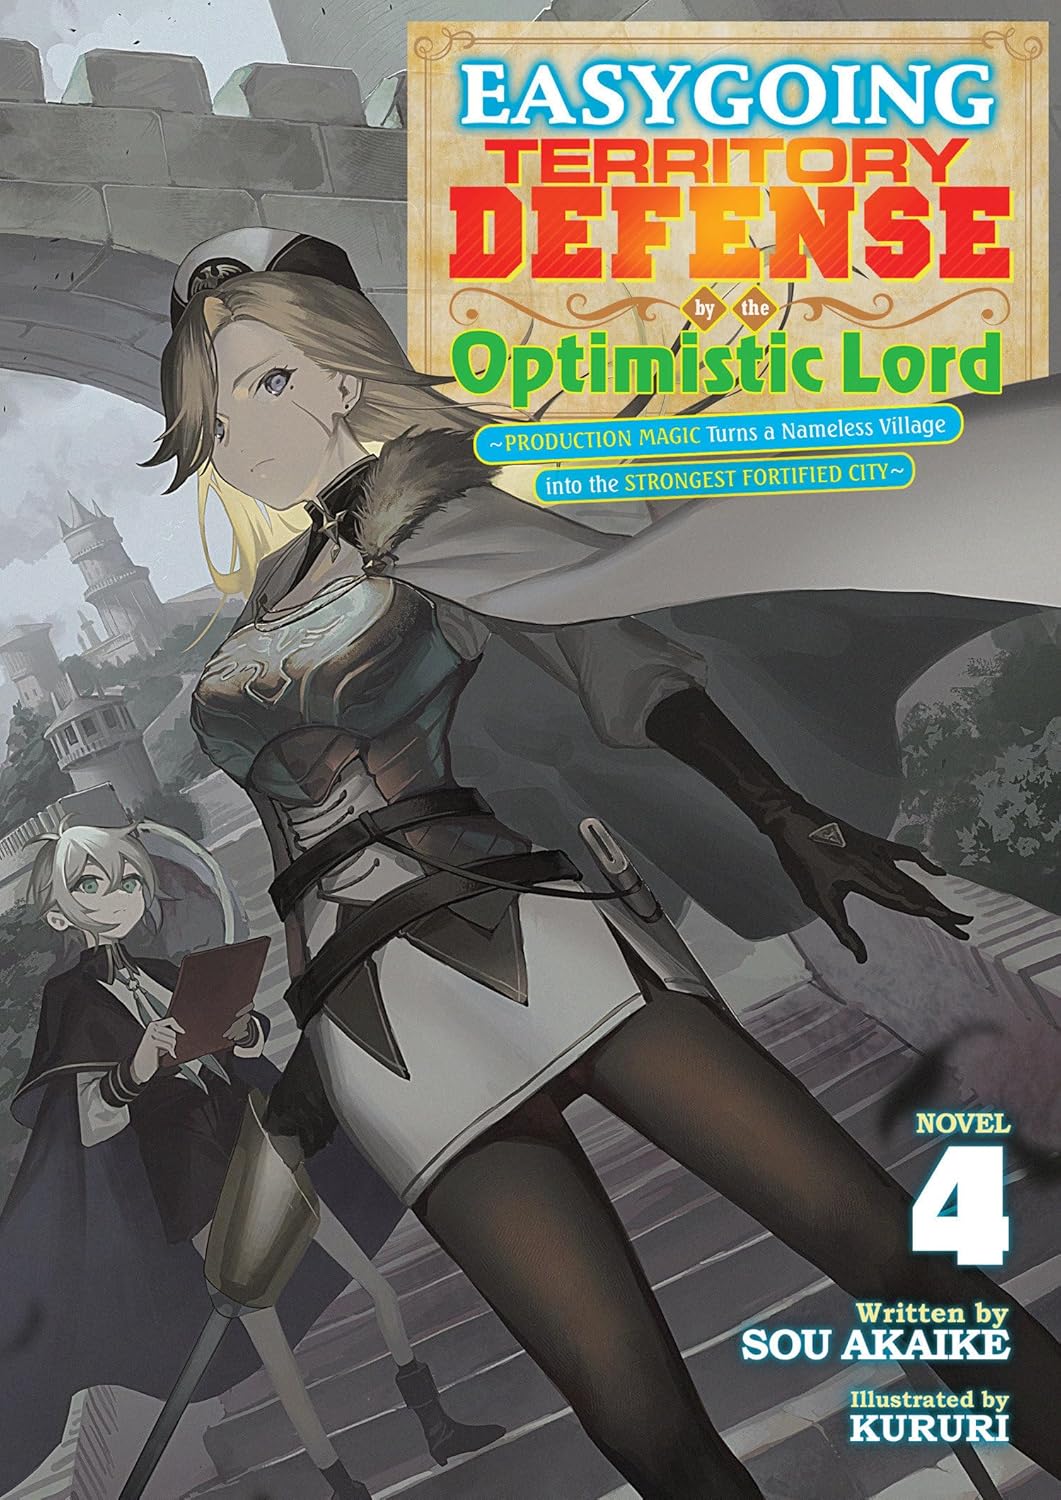 EASYGOING
TERRITORY
DEFENSE
by the
Optimistic Lord
~PRODUCTION MAGIC Turns a Nameless Village
into the STRONGEST FORTIFIED CITY~
NOVEL
4
Written by
SOU AKAIKE
Illustrated by
KURURI